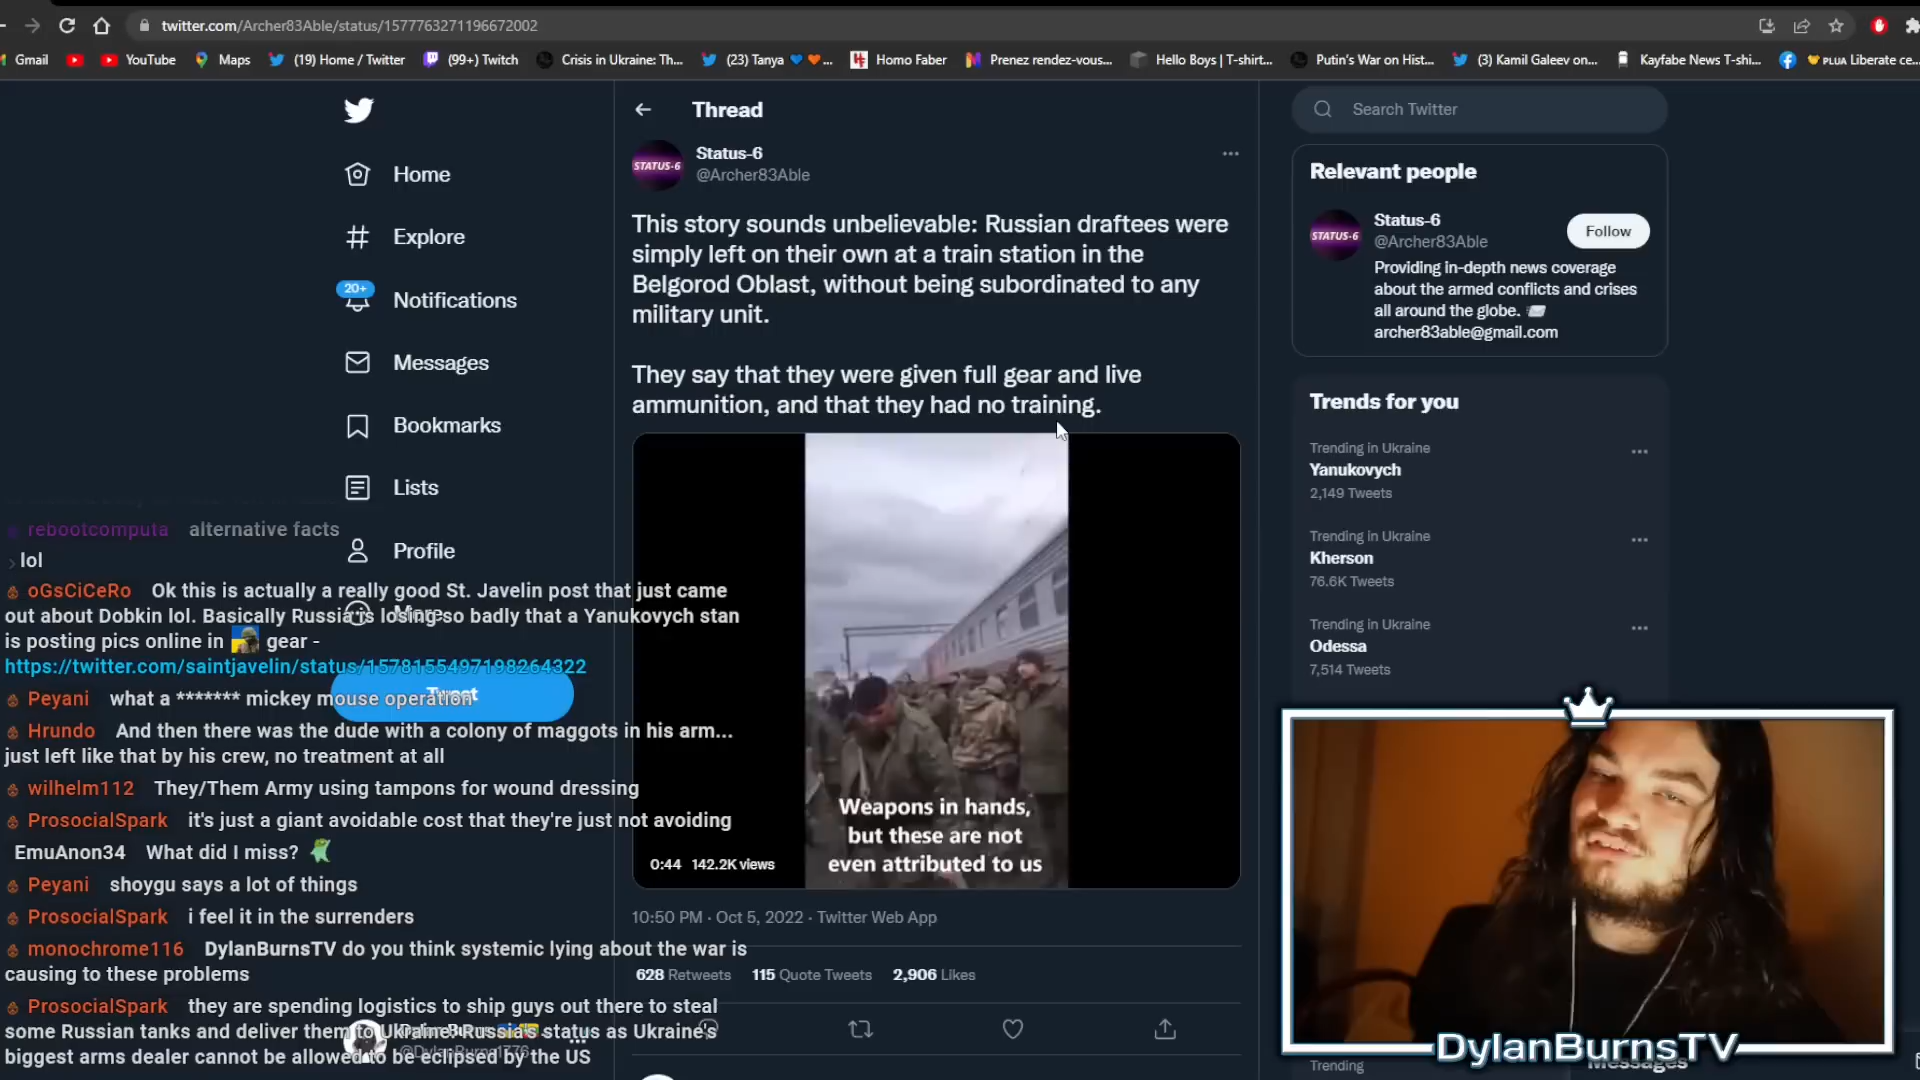 twitter.com/Archer83Able/status/1577763271196672002
Gmail
YouTube
Maps
(19) Home / Twitter
(99+) Twitch
Crisis in Ukraine: Th...
(23) Tanya 💙🧡...
Homo Faber
Prenez rendez-vous...
Hello Boys | T-shirt...
Putin's War on Hist...
(3) Kamil Galeev on...
Kayfabe News T-shi...
PLUA Liberate ce...
Home
Explore
20+
Notifications
Messages
Bookmarks
Lists
Profile
More
Tweet
Thread
STATUS-6
Status-6
@Archer83Able
This story sounds unbelievable: Russian draftees were
simply left on their own at a train station in the
Belgorod Oblast, without being subordinated to any
military unit.
They say that they were given full gear and live
ammunition, and that they had no training.
Weapons in hands,
but these are not
even attributed to us
0:44 142.2K views
10:50 PM · Oct 5, 2022 · Twitter Web App
628 Retweets 115 Quote Tweets 2,906 Likes
Search Twitter
Relevant people
STATUS-6
Status-6
@Archer83Able
Follow
Providing in-depth news coverage
about the armed conflicts and crises
all around the globe. 📨
archer83able@gmail.com
Trends for you
Trending in Ukraine
Yanukovych
2,149 Tweets
Trending in Ukraine
Kherson
76.6K Tweets
Trending in Ukraine
Odessa
7,514 Tweets
Trending
Messages
DylanBurnsTV
rebootcomputa alternative facts
lol
oGsCiCeRo Ok this is actually a really good St. Javelin post that just came
out about Dobkin lol. Basically Russia is losing so badly that a Yanukovych stan
is posting pics online in gear -
https://twitter.com/saintjavelin/status/1578155497198264322
Peyani what a ******* mickey mouse operation
Hrundo And then there was the dude with a colony of maggots in his arm...
just left like that by his crew, no treatment at all
wilhelm112 They/Them Army using tampons for wound dressing
ProsocialSpark it's just a giant avoidable cost that they're just not avoiding
EmuAnon34 What did I miss?
Peyani shoygu says a lot of things
ProsocialSpark i feel it in the surrenders
monochrome116 DylanBurnsTV do you think systemic lying about the war is
causing to these problems
ProsocialSpark they are spending logistics to ship guys out there to steal
some Russian tanks and deliver them to Ukraine. Russia's status as Ukraine's
biggest arms dealer cannot be allowed to be eclipsed by the US